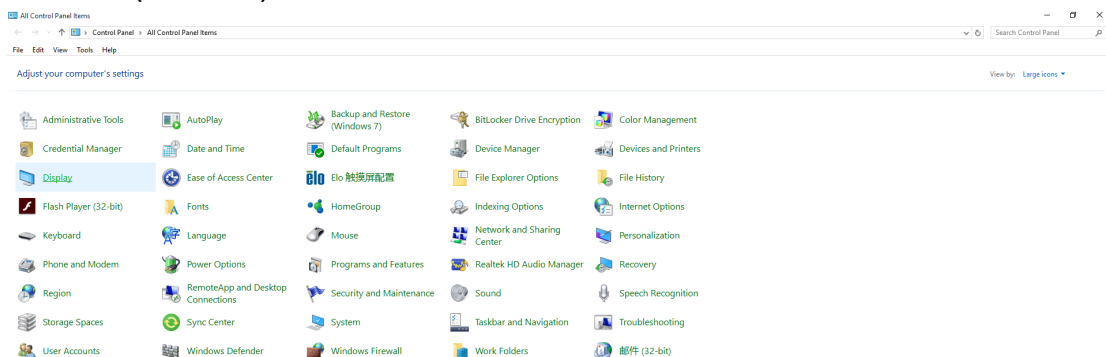 All Control Panel Items
Control Panel > All Control Panel Items
Search Control Panel
File Edit View Tools Help
Adjust your computer's settings
View by: Large icons
Administrative Tools
AutoPlay
Backup and Restore
(Windows 7)
BitLocker Drive Encryption
Color Management
Credential Manager
Date and Time
Default Programs
Device Manager
Devices and Printers
Display
Ease of Access Center
elo Elo 触摸屏配置
File Explorer Options
File History
Flash Player (32-bit)
Fonts
HomeGroup
Indexing Options
Internet Options
Keyboard
Language
Mouse
Network and Sharing
Center
Personalization
Phone and Modem
Power Options
Programs and Features
Realtek HD Audio Manager
Recovery
Region
RemoteApp and Desktop
Connections
Security and Maintenance
Sound
Speech Recognition
Storage Spaces
Sync Center
System
Taskbar and Navigation
Troubleshooting
User Accounts
Windows Defender
Windows Firewall
Work Folders
邮件 (32-bit)